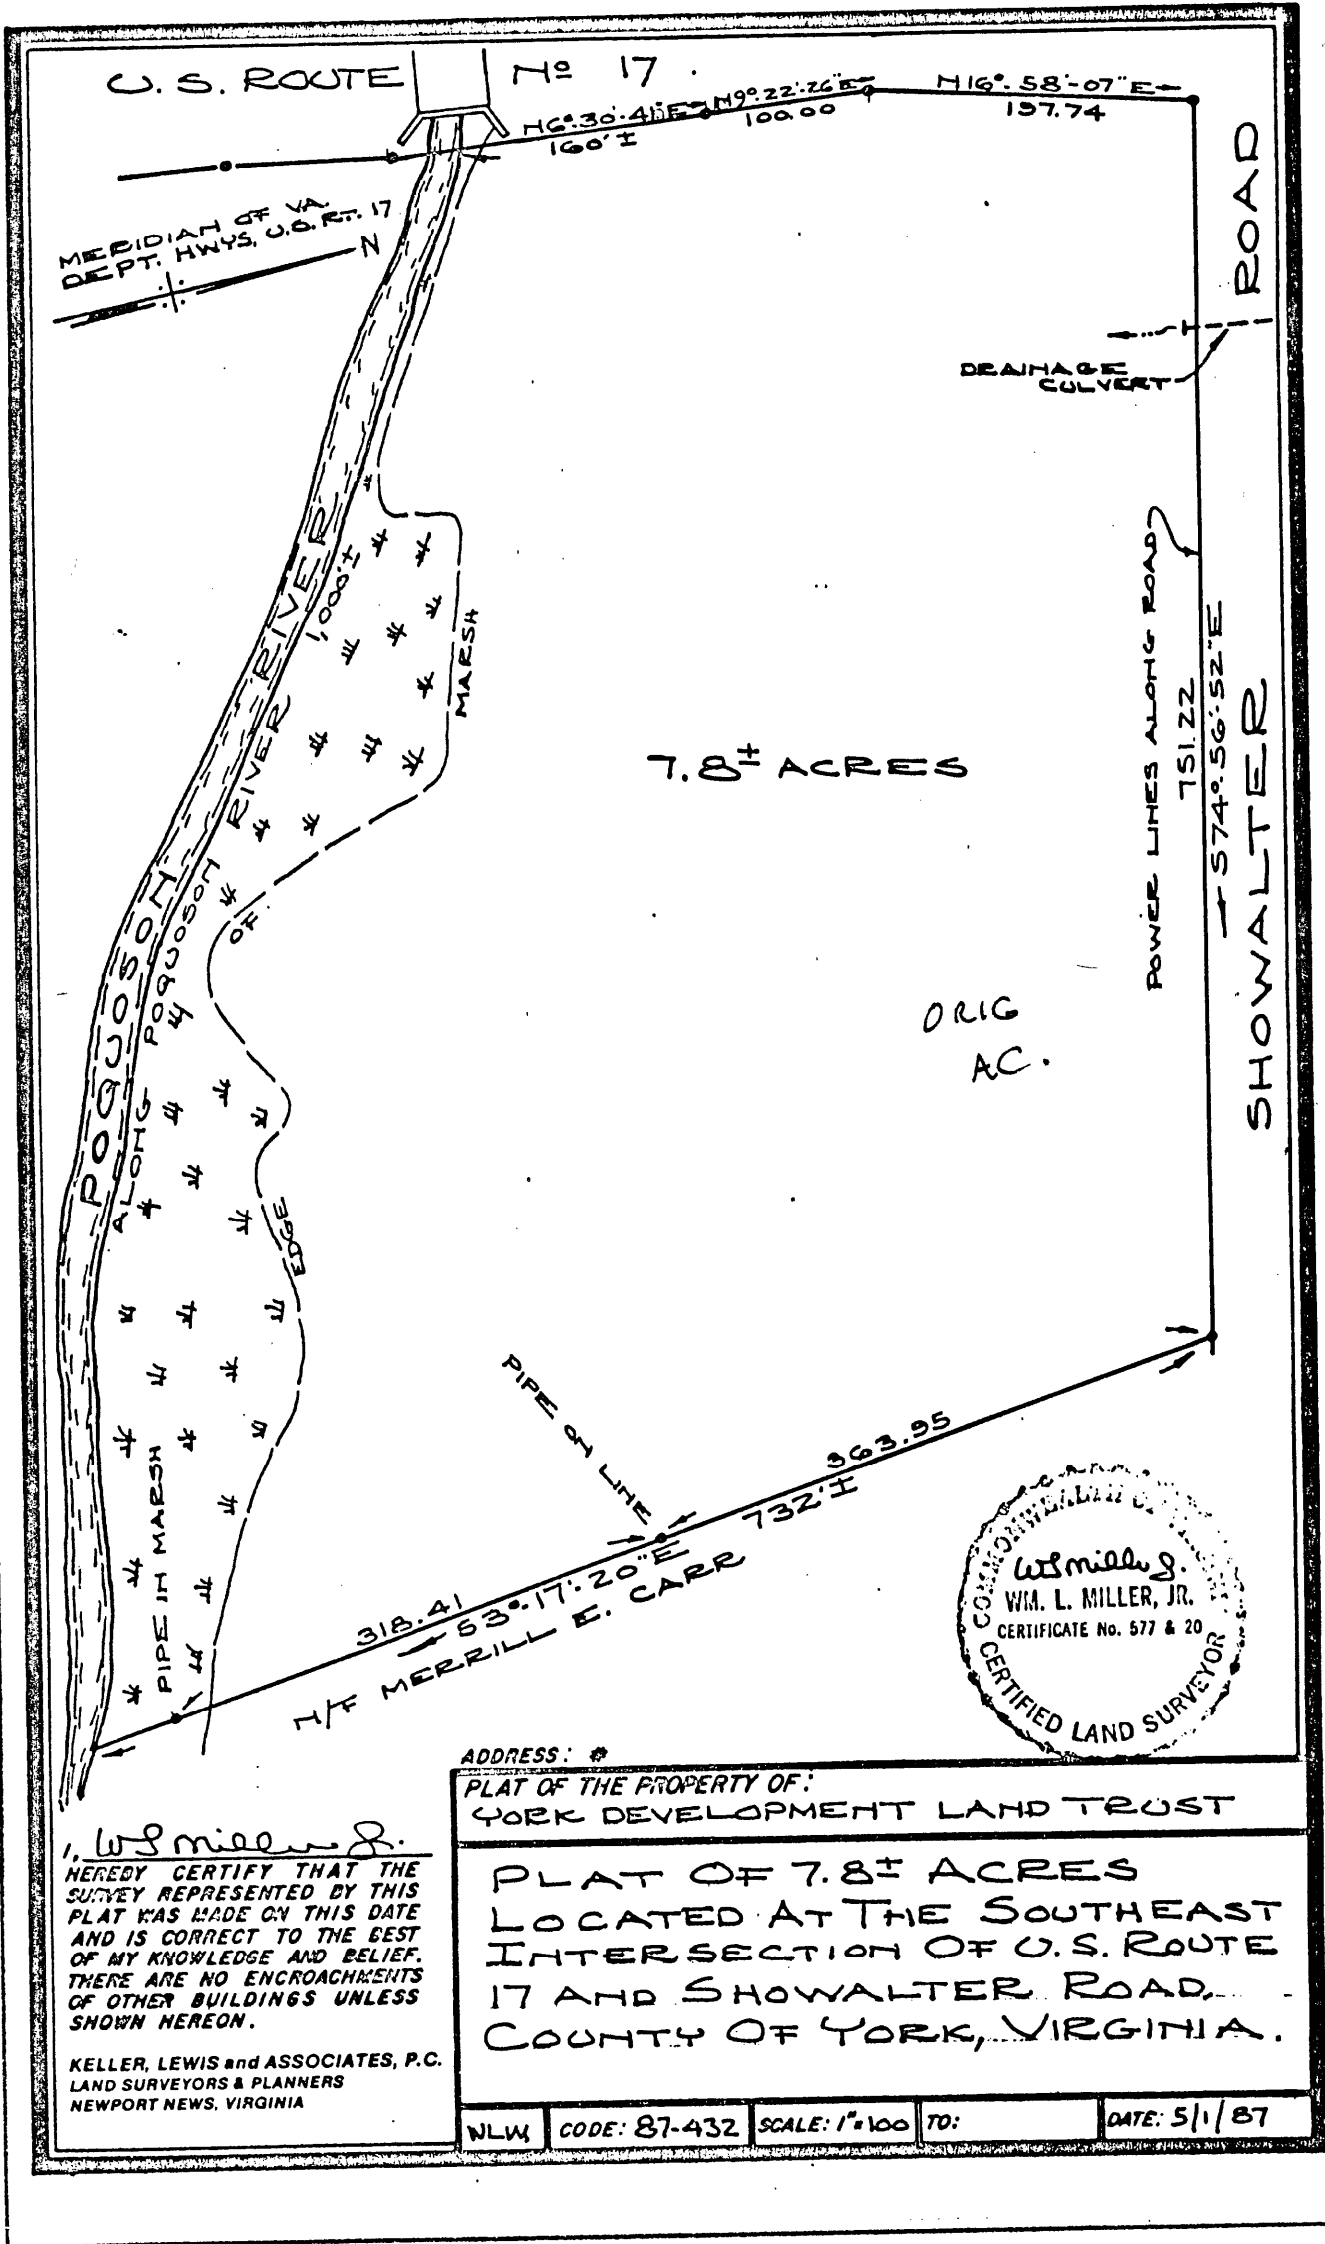 U.S. ROUTE Nº 17
N6°-30'-41"E
160'±
N9°-22'-26"E
100.00
N16°-58'-07"E
197.74
MERIDIAN OF VA.
DEPT. HWYS, U.S. RT. 17
N
ROAD
DRAINAGE
CULVERT
POQUOSON RIVER
1,000'±
ALONG POQUOSON RIVER
EDGE OF MARSH
7.8± ACRES
POWER LINES ALONG ROAD
751.22
S74°-56'-52"E
SHOWALTER
ORIG
AC.
PIPE ON LINE
363.95
732'±
318.41
S3°-17'-20"E
N/F MERRILL E. CARR
PIPE IN MARSH
COMMONWEALTH OF
WL Miller Jr.
WM. L. MILLER, JR.
CERTIFICATE No. 577 & 20
CERTIFIED LAND SURVEYOR
ADDRESS: #
PLAT OF THE PROPERTY OF:
YORK DEVELOPMENT LAND TRUST
PLAT OF 7.8± ACRES
LOCATED AT THE SOUTHEAST
INTERSECTION OF U.S. ROUTE
17 AND SHOWALTER ROAD,
COUNTY OF YORK, VIRGINIA.
I, WL Miller Jr.
HEREBY CERTIFY THAT THE
SURVEY REPRESENTED BY THIS
PLAT WAS MADE ON THIS DATE
AND IS CORRECT TO THE BEST
OF MY KNOWLEDGE AND BELIEF.
THERE ARE NO ENCROACHMENTS
OF OTHER BUILDINGS UNLESS
SHOWN HEREON.
KELLER, LEWIS and ASSOCIATES, P.C.
LAND SURVEYORS & PLANNERS
NEWPORT NEWS, VIRGINIA
NLW
CODE: 87-432
SCALE: 1"=100
TO:
DATE: 5/1/87